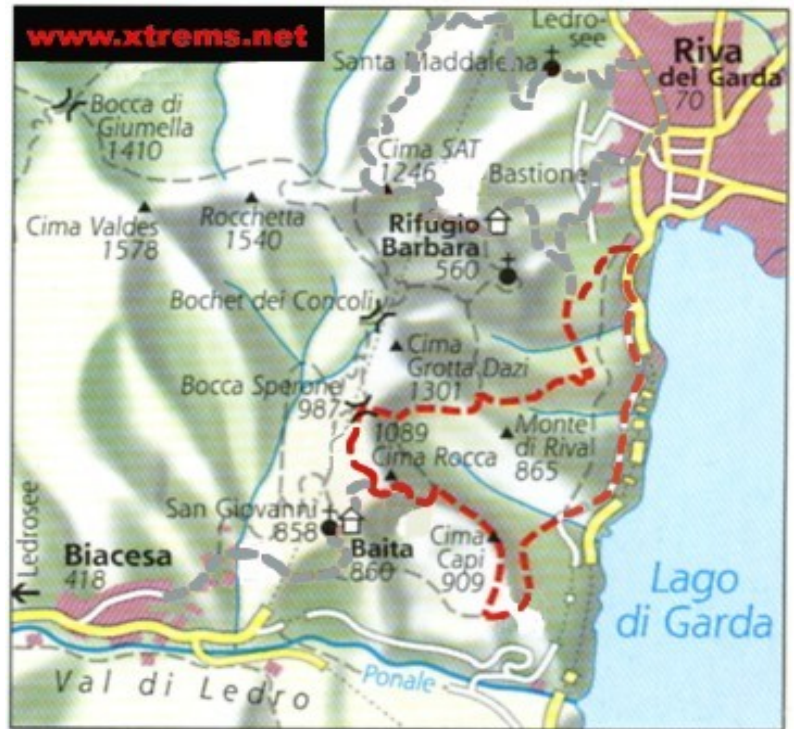 www.xtrems.net
Ledro-
see
Santa Maddalena
Riva
del Garda
70
Bocca di
Giumella
1410
Cima SAT
1246
Bastione
Cima Valdes
1578
Rocchetta
1540
Rifugio
Barbara
560
Bochet dei Concoli
Cima
Grotta Dazi
1301
Bocca Sperone
987
1089
Cima Rocca
Monte
di Rival
865
San Giovanni
858
Baita
860
Cima
Capi
909
Ledrosee
Biacesa
418
Lago
di Garda
Ponale
Val di Ledro